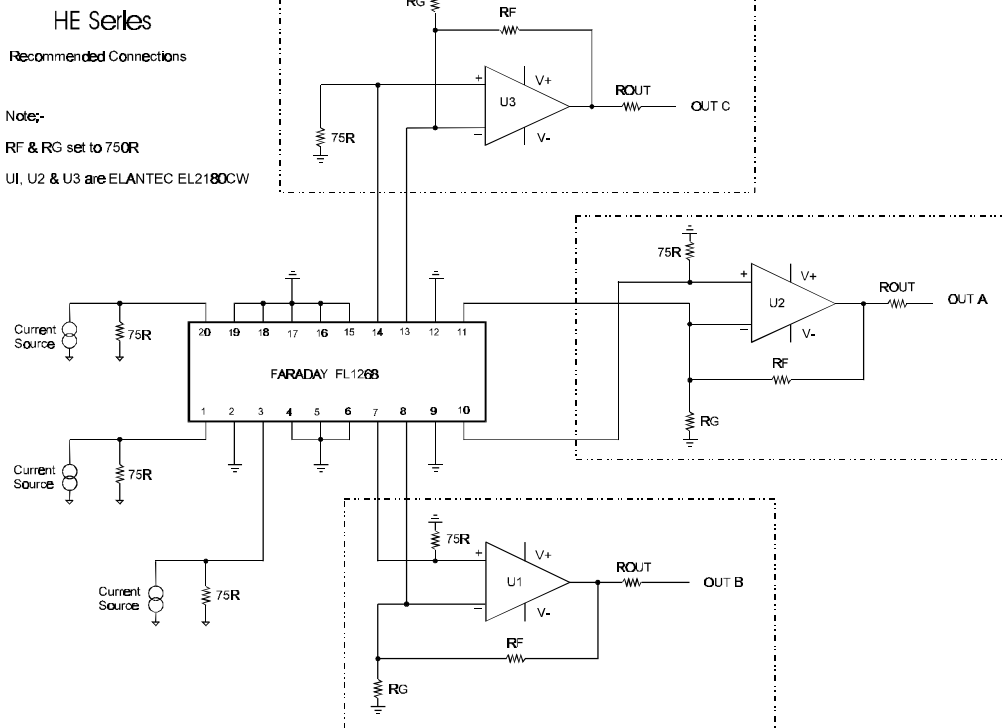 HE Series
Recommended Connections
Note;-
RF & RG set to 750R
U1, U2 & U3 are ELANTEC EL2180CW
RG
RF
+
V+
U3
−
V-
ROUT
OUT C
75R
75R
+
V+
U2
−
V-
ROUT
OUT A
RF
RG
Current
Source
75R
20 19 18 17 16 15 14 13 12 11
FARADAY FL1268
1 2 3 4 5 6 7 8 9 10
Current
Source
75R
Current
Source
75R
75R
+
V+
U1
−
V-
ROUT
OUT B
RF
RG